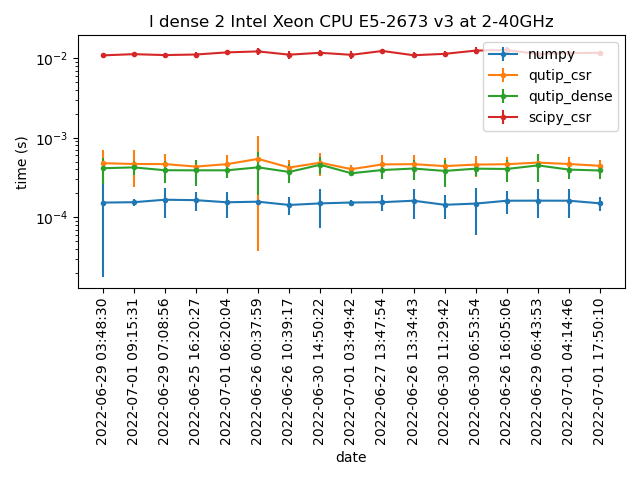 I dense 2 Intel Xeon CPU E5-2673 v3 at 2-40GHz
time (s)
10⁻²
10⁻³
10⁻⁴
numpy
qutip_csr
qutip_dense
scipy_csr
2022-06-29 03:48:30
2022-07-01 09:15:31
2022-06-29 07:08:56
2022-06-25 16:20:27
2022-07-01 06:20:04
2022-06-26 00:37:59
2022-06-26 10:39:17
2022-06-30 14:50:22
2022-07-01 03:49:42
2022-06-27 13:47:54
2022-06-26 13:34:43
2022-06-30 11:29:42
2022-06-30 06:53:54
2022-06-26 16:05:06
2022-06-29 06:43:53
2022-07-01 04:14:46
2022-07-01 17:50:10
date